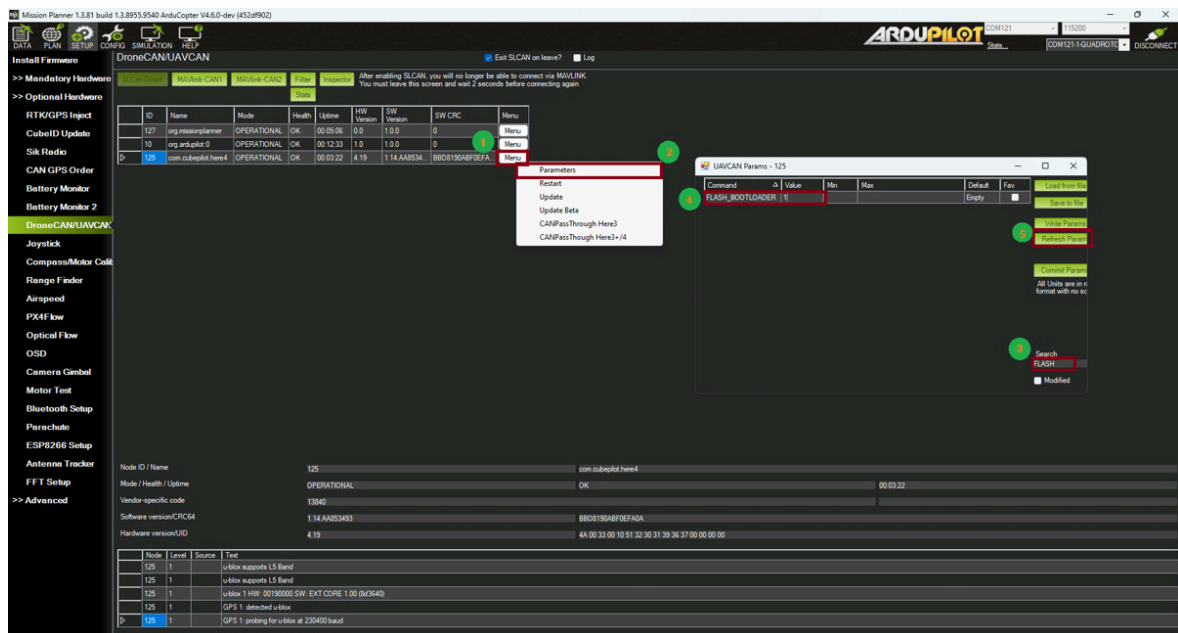 Mission Planner 1.3.81 build 1.3.8955.9540 ArduCopter V4.6.0-dev (452df902)
DATA PLAN SETUP CONFIG SIMULATION HELP
ARDUPILOT
COM121 115200
Stats... COM121-1-QUADROTC DISCONNECT
Install Firmware
>> Mandatory Hardware
>> Optional Hardware
RTK/GPS Inject
CubeID Update
Sik Radio
CAN GPS Order
Battery Monitor
Battery Monitor 2
DroneCAN/UAVCAN
Joystick
Compass/Motor Calib
Range Finder
Airspeed
PX4Flow
Optical Flow
OSD
Camera Gimbal
Motor Test
Bluetooth Setup
Parachute
ESP8266 Setup
Antenna Tracker
FFT Setup
>> Advanced
DroneCAN/UAVCAN
Exit SLCAN on leave? Log
SLCan Direct MAVlink-CAN1 MAVlink-CAN2 Filter Inspector
After enabling SLCAN, you will no longer be able to connect via MAVLINK.
You must leave this screen and wait 2 seconds before connecting again
Stats
ID Name Mode Health Uptime HW Version SW Version SW CRC Menu
127 org.missionplanner OPERATIONAL OK 00:05:06 0.0 1.0.0 0 Menu
10 org.ardupilot:0 OPERATIONAL OK 00:12:33 1.0 1.0.0 0 Menu
125 com.cubepilot.here4 OPERATIONAL OK 00:03:22 4.19 1.14.AA8534... BBD8190ABF0EFA... Menu
1
2
Parameters
Restart
Update
Update Beta
CANPassThrough Here3
CANPassThough Here3+/4
UAVCAN Params - 125
Command Value Min Max Default Fav
FLASH_BOOTLOADER 1 Empty
4
Load from file
Save to file
Write Params
5
Refresh Params
Commit Params
All Units are in r
format with no sc
3
Search
FLASH
Modified
Node ID / Name 125 com.cubepilot.here4
Mode / Health / Uptime OPERATIONAL OK 00:03:22
Vendor-specific code 13840
Software version/CRC64 1.14.AA853493 BBD8190ABF0EFA0A
Hardware version/UID 4.19 4A 00 33 00 10 51 32 30 31 39 36 37 00 00 00 00
Node Level Source Text
125 1 u-blox supports L5 Band
125 1 u-blox supports L5 Band
125 1 u-blox 1 HW: 00190000 SW: EXT CORE 1.00 (8d3640)
125 1 GPS 1: detected u-blox
125 1 GPS 1: probing for u-blox at 230400 baud